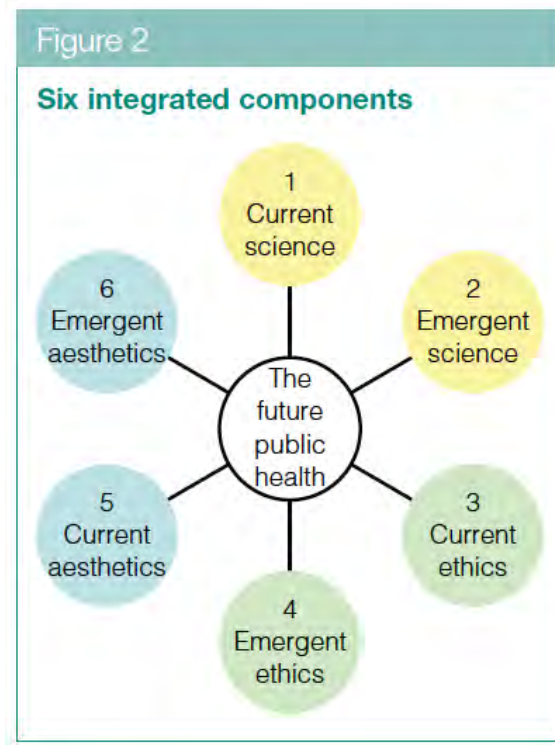 Figure 2
Six integrated components
1
Current
science
2
Emergent
science
3
Current
ethics
4
Emergent
ethics
5
Current
aesthetics
6
Emergent
aesthetics
The
future
public
health